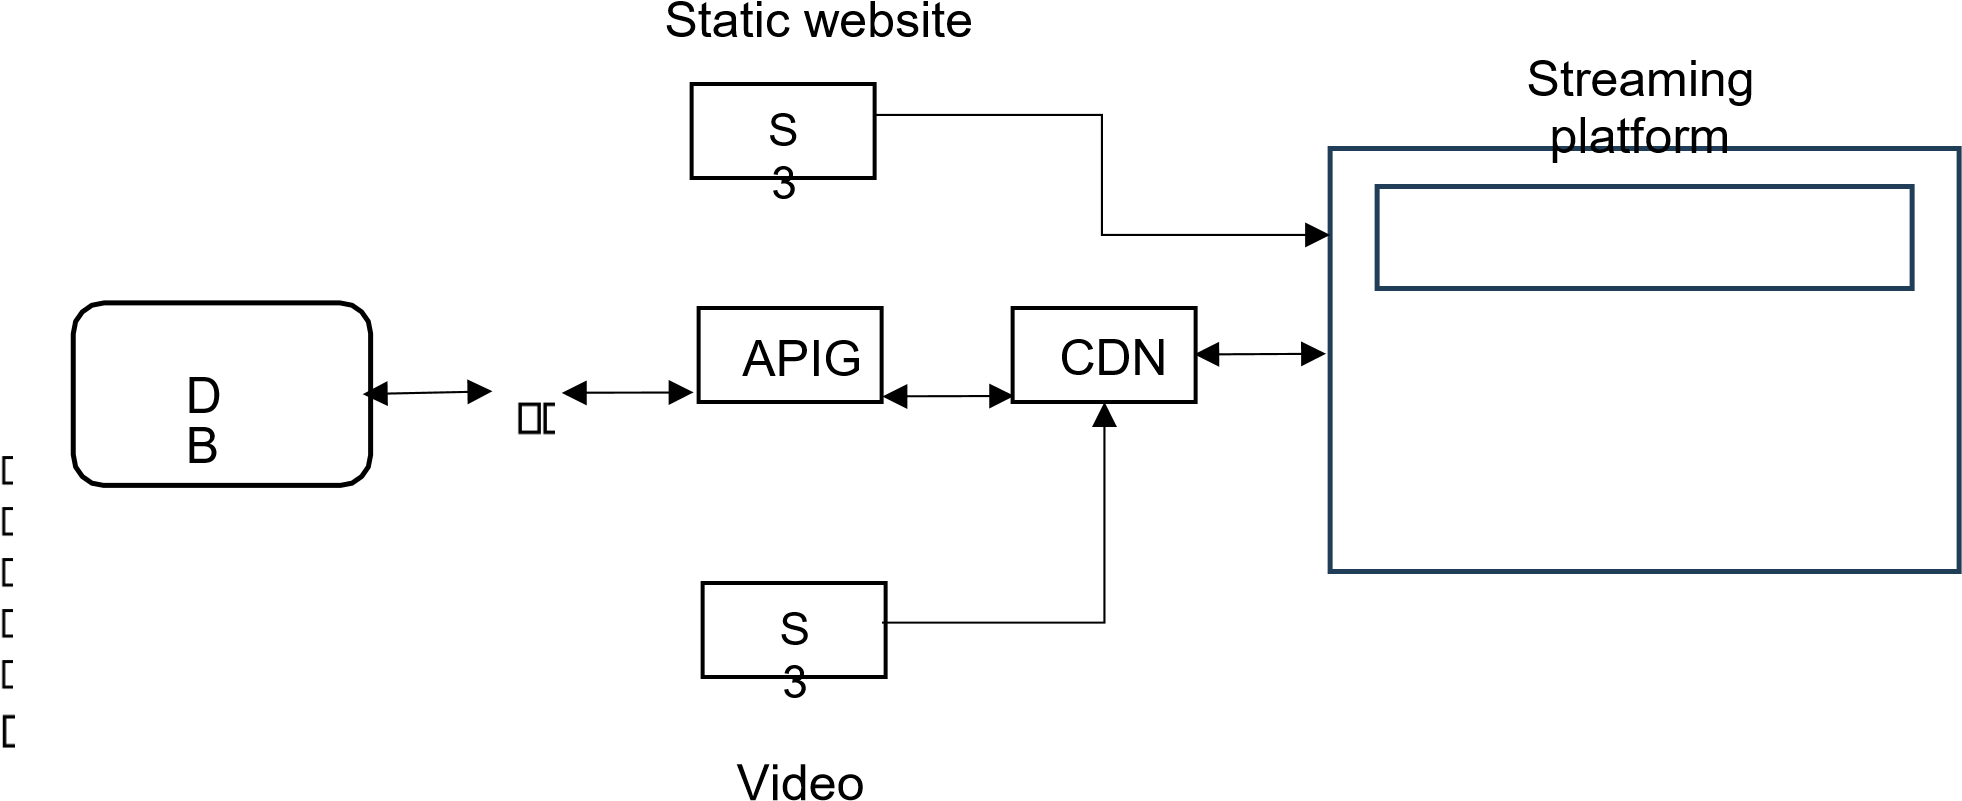 Static website
S
3
Streaming
platform
D
B
APIG
CDN
S
3
Video